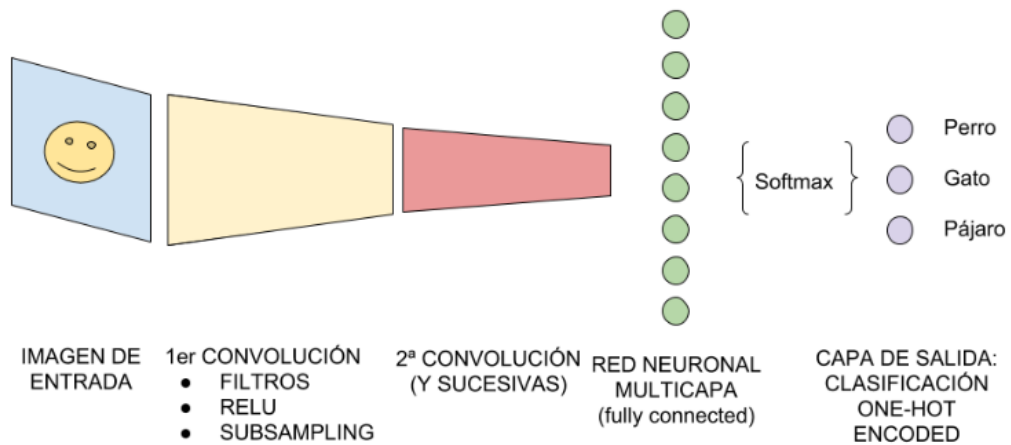 Perro
Softmax
Gato
Pájaro
IMAGEN DE
ENTRADA
1er CONVOLUCIÓN
● FILTROS
● RELU
● SUBSAMPLING
2ª CONVOLUCIÓN
(Y SUCESIVAS)
RED NEURONAL
MULTICAPA
(fully connected)
CAPA DE SALIDA:
CLASIFICACIÓN
ONE-HOT
ENCODED